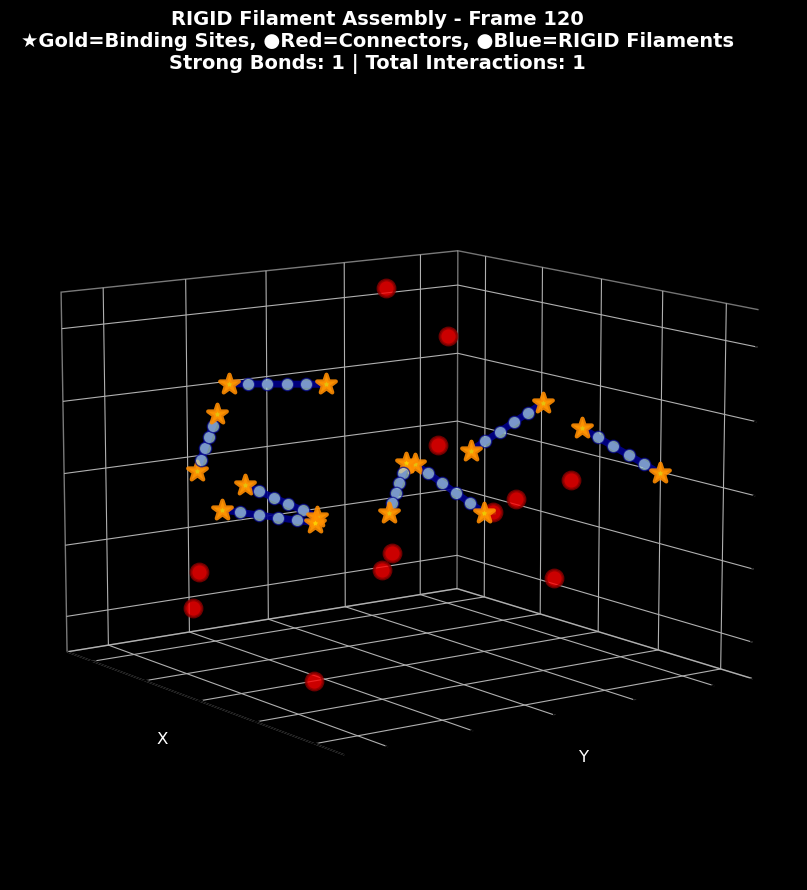 RIGID Filament Assembly - Frame 120
★Gold=Binding Sites, ●Red=Connectors, ●Blue=RIGID Filaments
Strong Bonds: 1 | Total Interactions: 1
X
Y